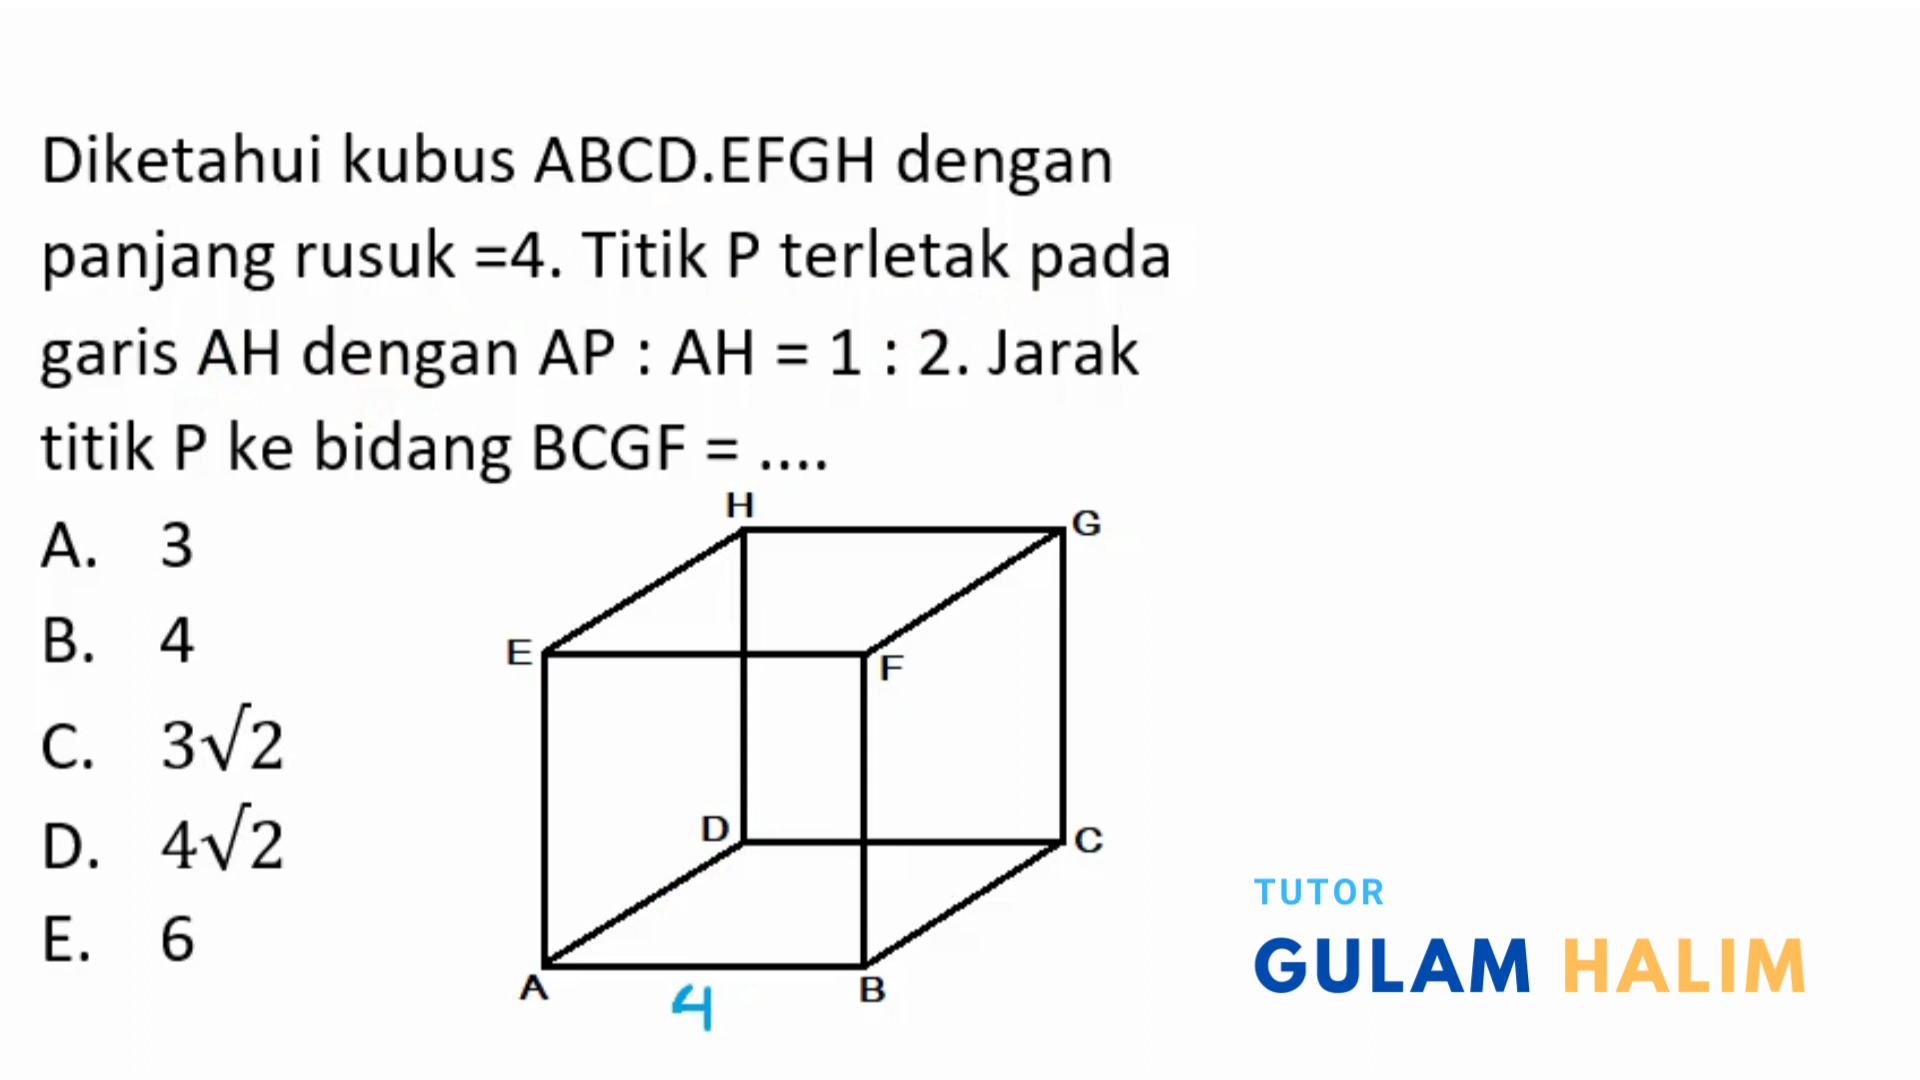 Diketahui kubus ABCD.EFGH dengan
panjang rusuk =4. Titik P terletak pada
garis AH dengan AP : AH = 1 : 2. Jarak
titik P ke bidang BCGF = ....
A. 3
B. 4
C. 3√2
D. 4√2
E. 6
H
G
E
F
D
C
A
B
4
TUTOR
GULAM HALIM